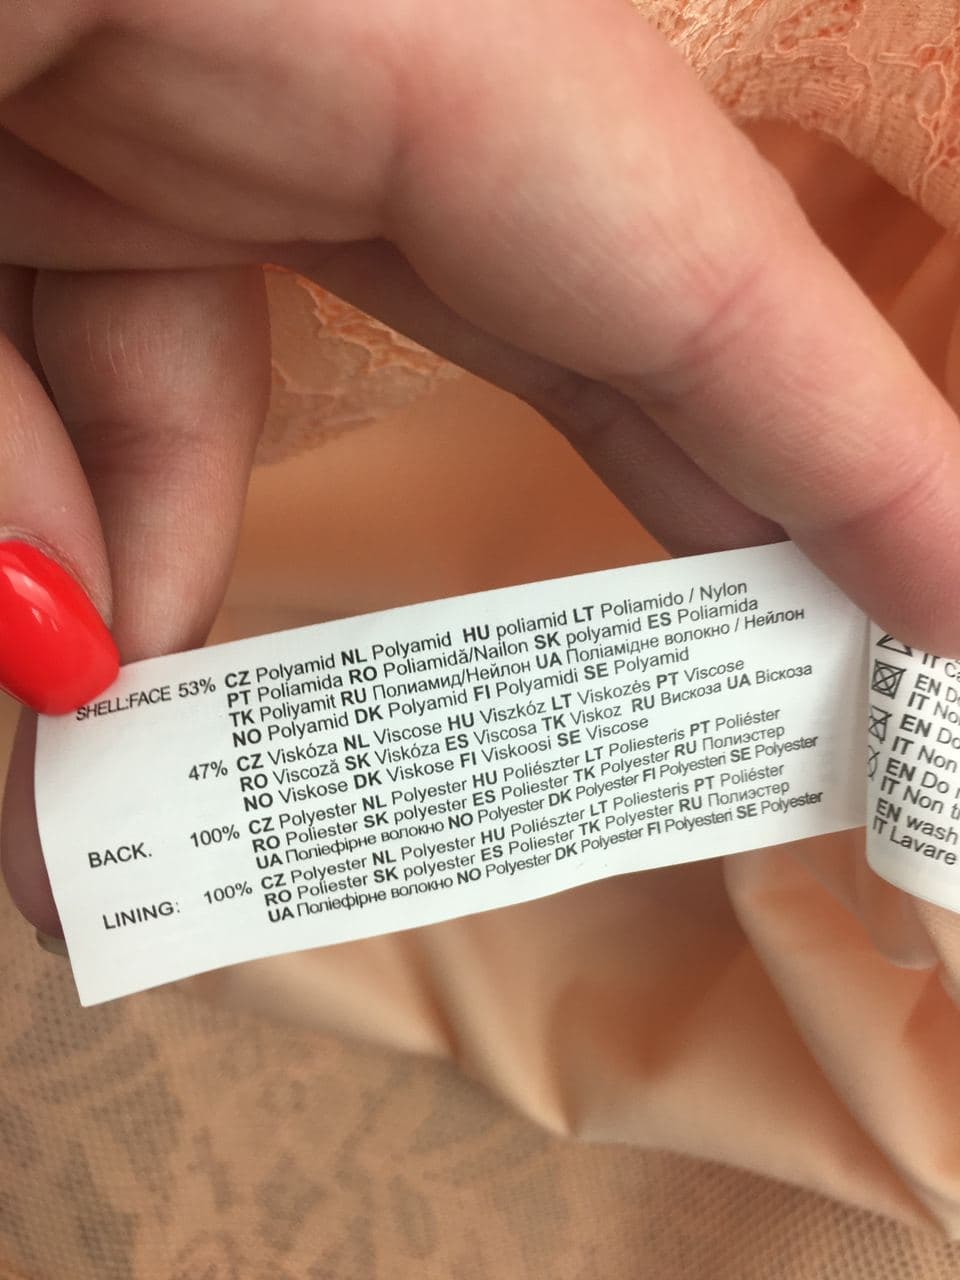 SHELL:FACE 53% CZ Polyamid NL Polyamid HU poliamid LT Poliamido / Nylon
PT Poliamida RO Poliamidă/Nailon SK polyamid ES Poliamida
TK Poliyamit RU Полиамид/Нейлон UA Поліамідне волокно / Нейлон
NO Polyamid DK Polyamid FI Polyamidi SE Polyamid
47% CZ Viskóza NL Viscose HU Viszkóz LT Viskozės PT Viscose
RO Viscoză SK Viskóza ES Viscosa TK Viskoz RU Вискоза UA Віскоза
NO Viskose DK Viskose FI Viskoosi SE Viscose
BACK. 100% CZ Polyester NL Polyester HU Poliészter LT Poliesteris PT Poliéster
RO Poliester SK polyester ES Poliester TK Polyester RU Полиэстер
UA Поліефірне волокно NO Polyester DK Polyester FI Polyesteri SE Polyester
LINING: 100% CZ Polyester NL Polyester HU Poliészter LT Poliesteris PT Poliéster
RO Poliester SK polyester ES Poliester TK Polyester RU Полиэстер
UA Поліефірне волокно NO Polyester DK Polyester FI Polyesteri SE Polyester
IT
EN
IT
EN Do
IT Non
EN Do
IT Non
EN wash
IT Lavare